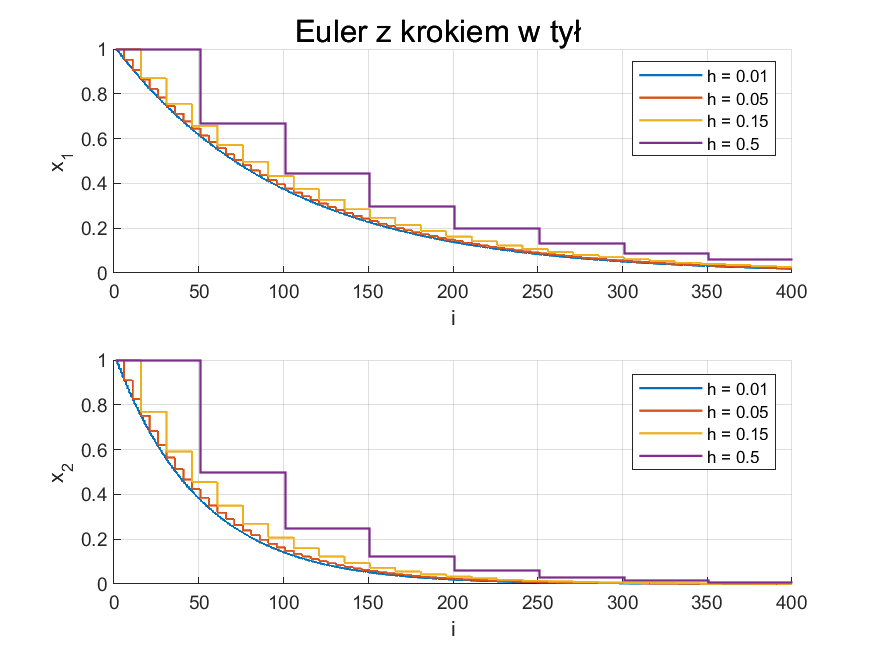 Euler z krokiem w tył
1
0.8
0.6
0.4
0.2
0
x1
0 50 100 150 200 250 300 350 400
i
h = 0.01
h = 0.05
h = 0.15
h = 0.5
1
0.8
0.6
0.4
0.2
0
x2
0 50 100 150 200 250 300 350 400
i
h = 0.01
h = 0.05
h = 0.15
h = 0.5